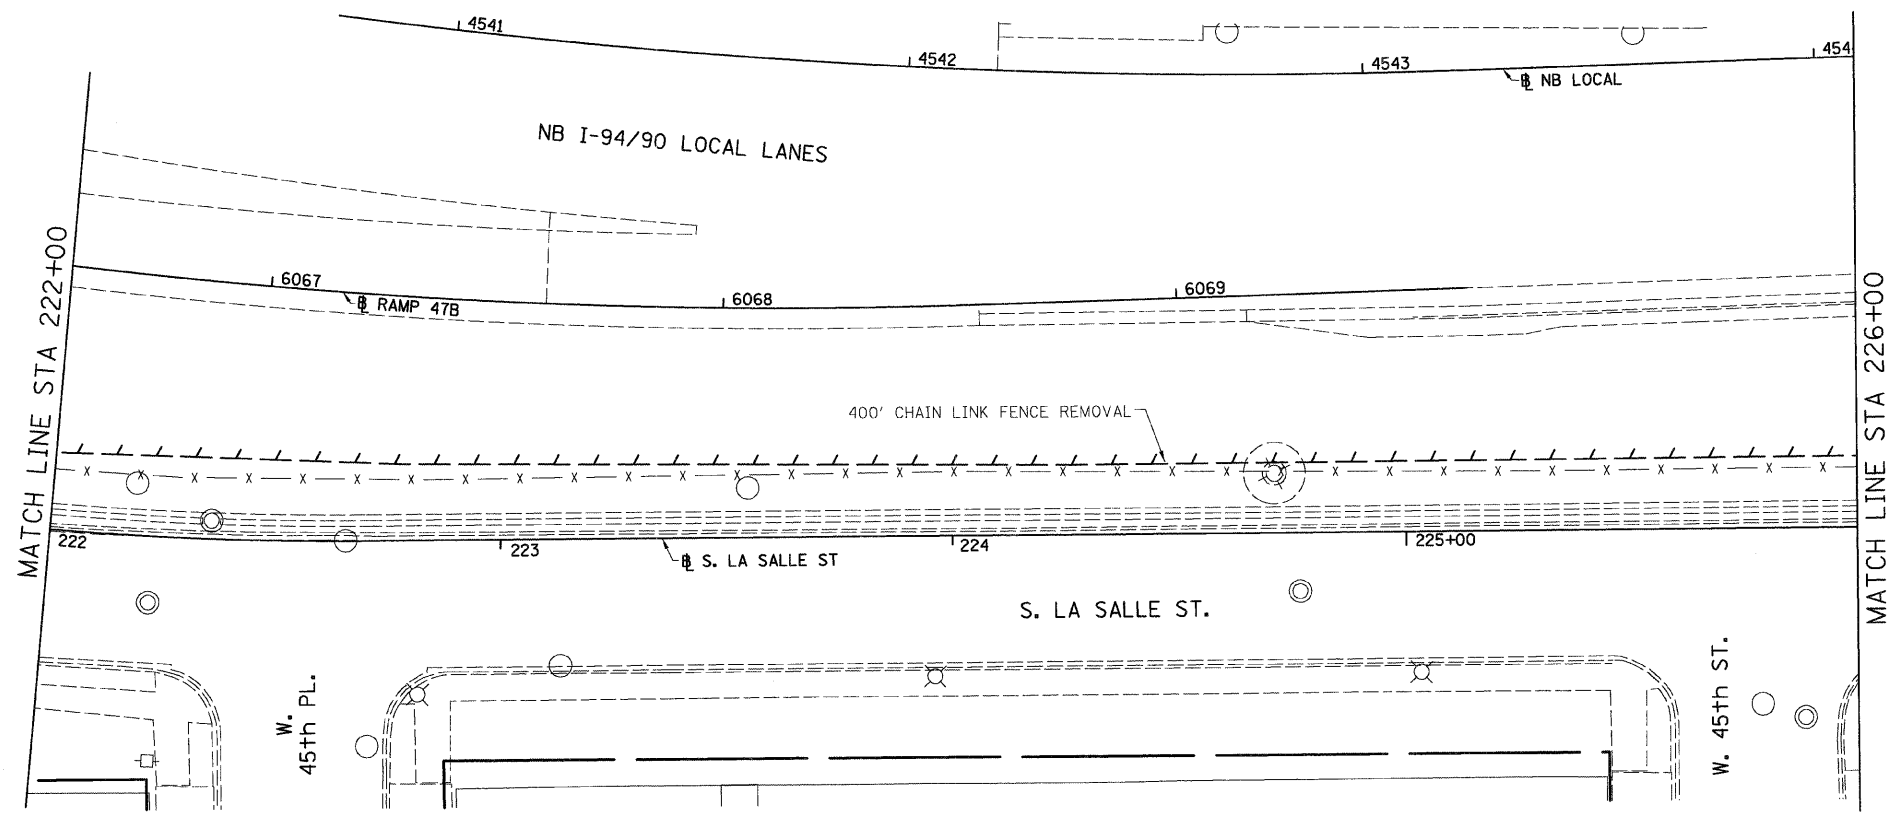 4541
4542
4543
454
B̲L NB LOCAL
NB I-94/90 LOCAL LANES
MATCH LINE STA 222+00
6067
6068
6069
BL RAMP 47B
MATCH LINE STA 226+00
400' CHAIN LINK FENCE REMOVAL
222
223
224
225+00
BL S. LA SALLE ST
S. LA SALLE ST.
W.
45th PL.
W. 45th ST.